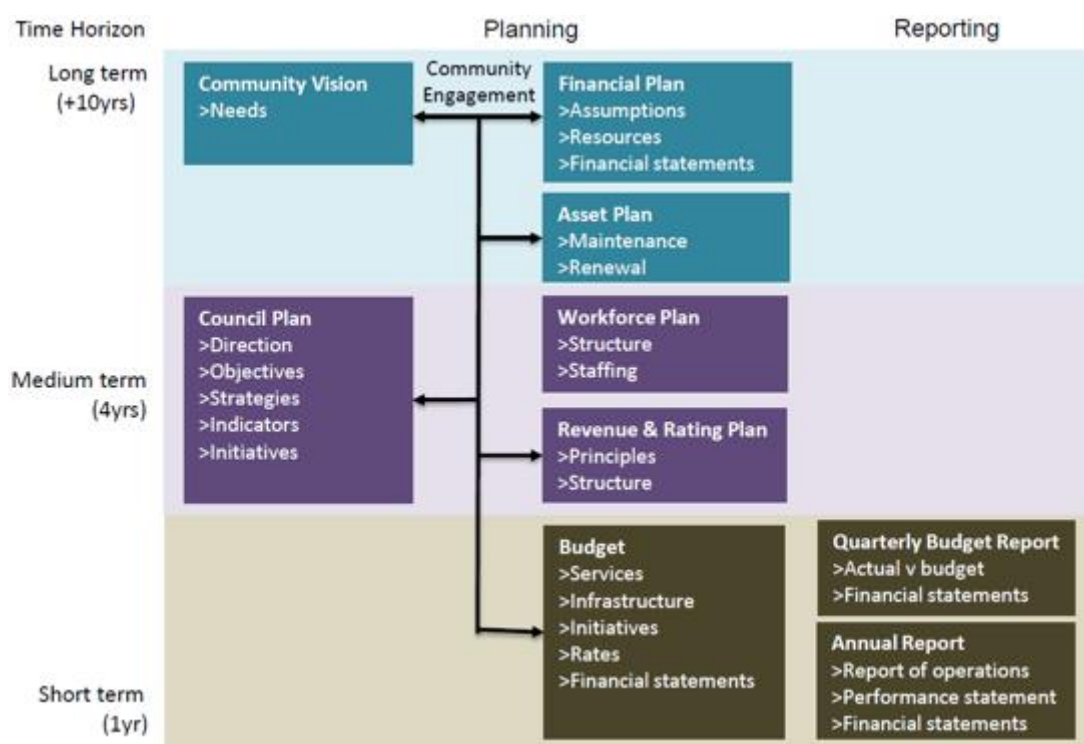 Time Horizon
Planning
Reporting
Long term
(+10yrs)
Community Vision
>Needs
Community
Engagement
Financial Plan
>Assumptions
>Resources
>Financial statements
Asset Plan
>Maintenance
>Renewal
Medium term
(4yrs)
Council Plan
>Direction
>Objectives
>Strategies
>Indicators
>Initiatives
Workforce Plan
>Structure
>Staffing
Revenue & Rating Plan
>Principles
>Structure
Short term
(1yr)
Budget
>Services
>Infrastructure
>Initiatives
>Rates
>Financial statements
Quarterly Budget Report
>Actual v budget
>Financial statements
Annual Report
>Report of operations
>Performance statement
>Financial statements